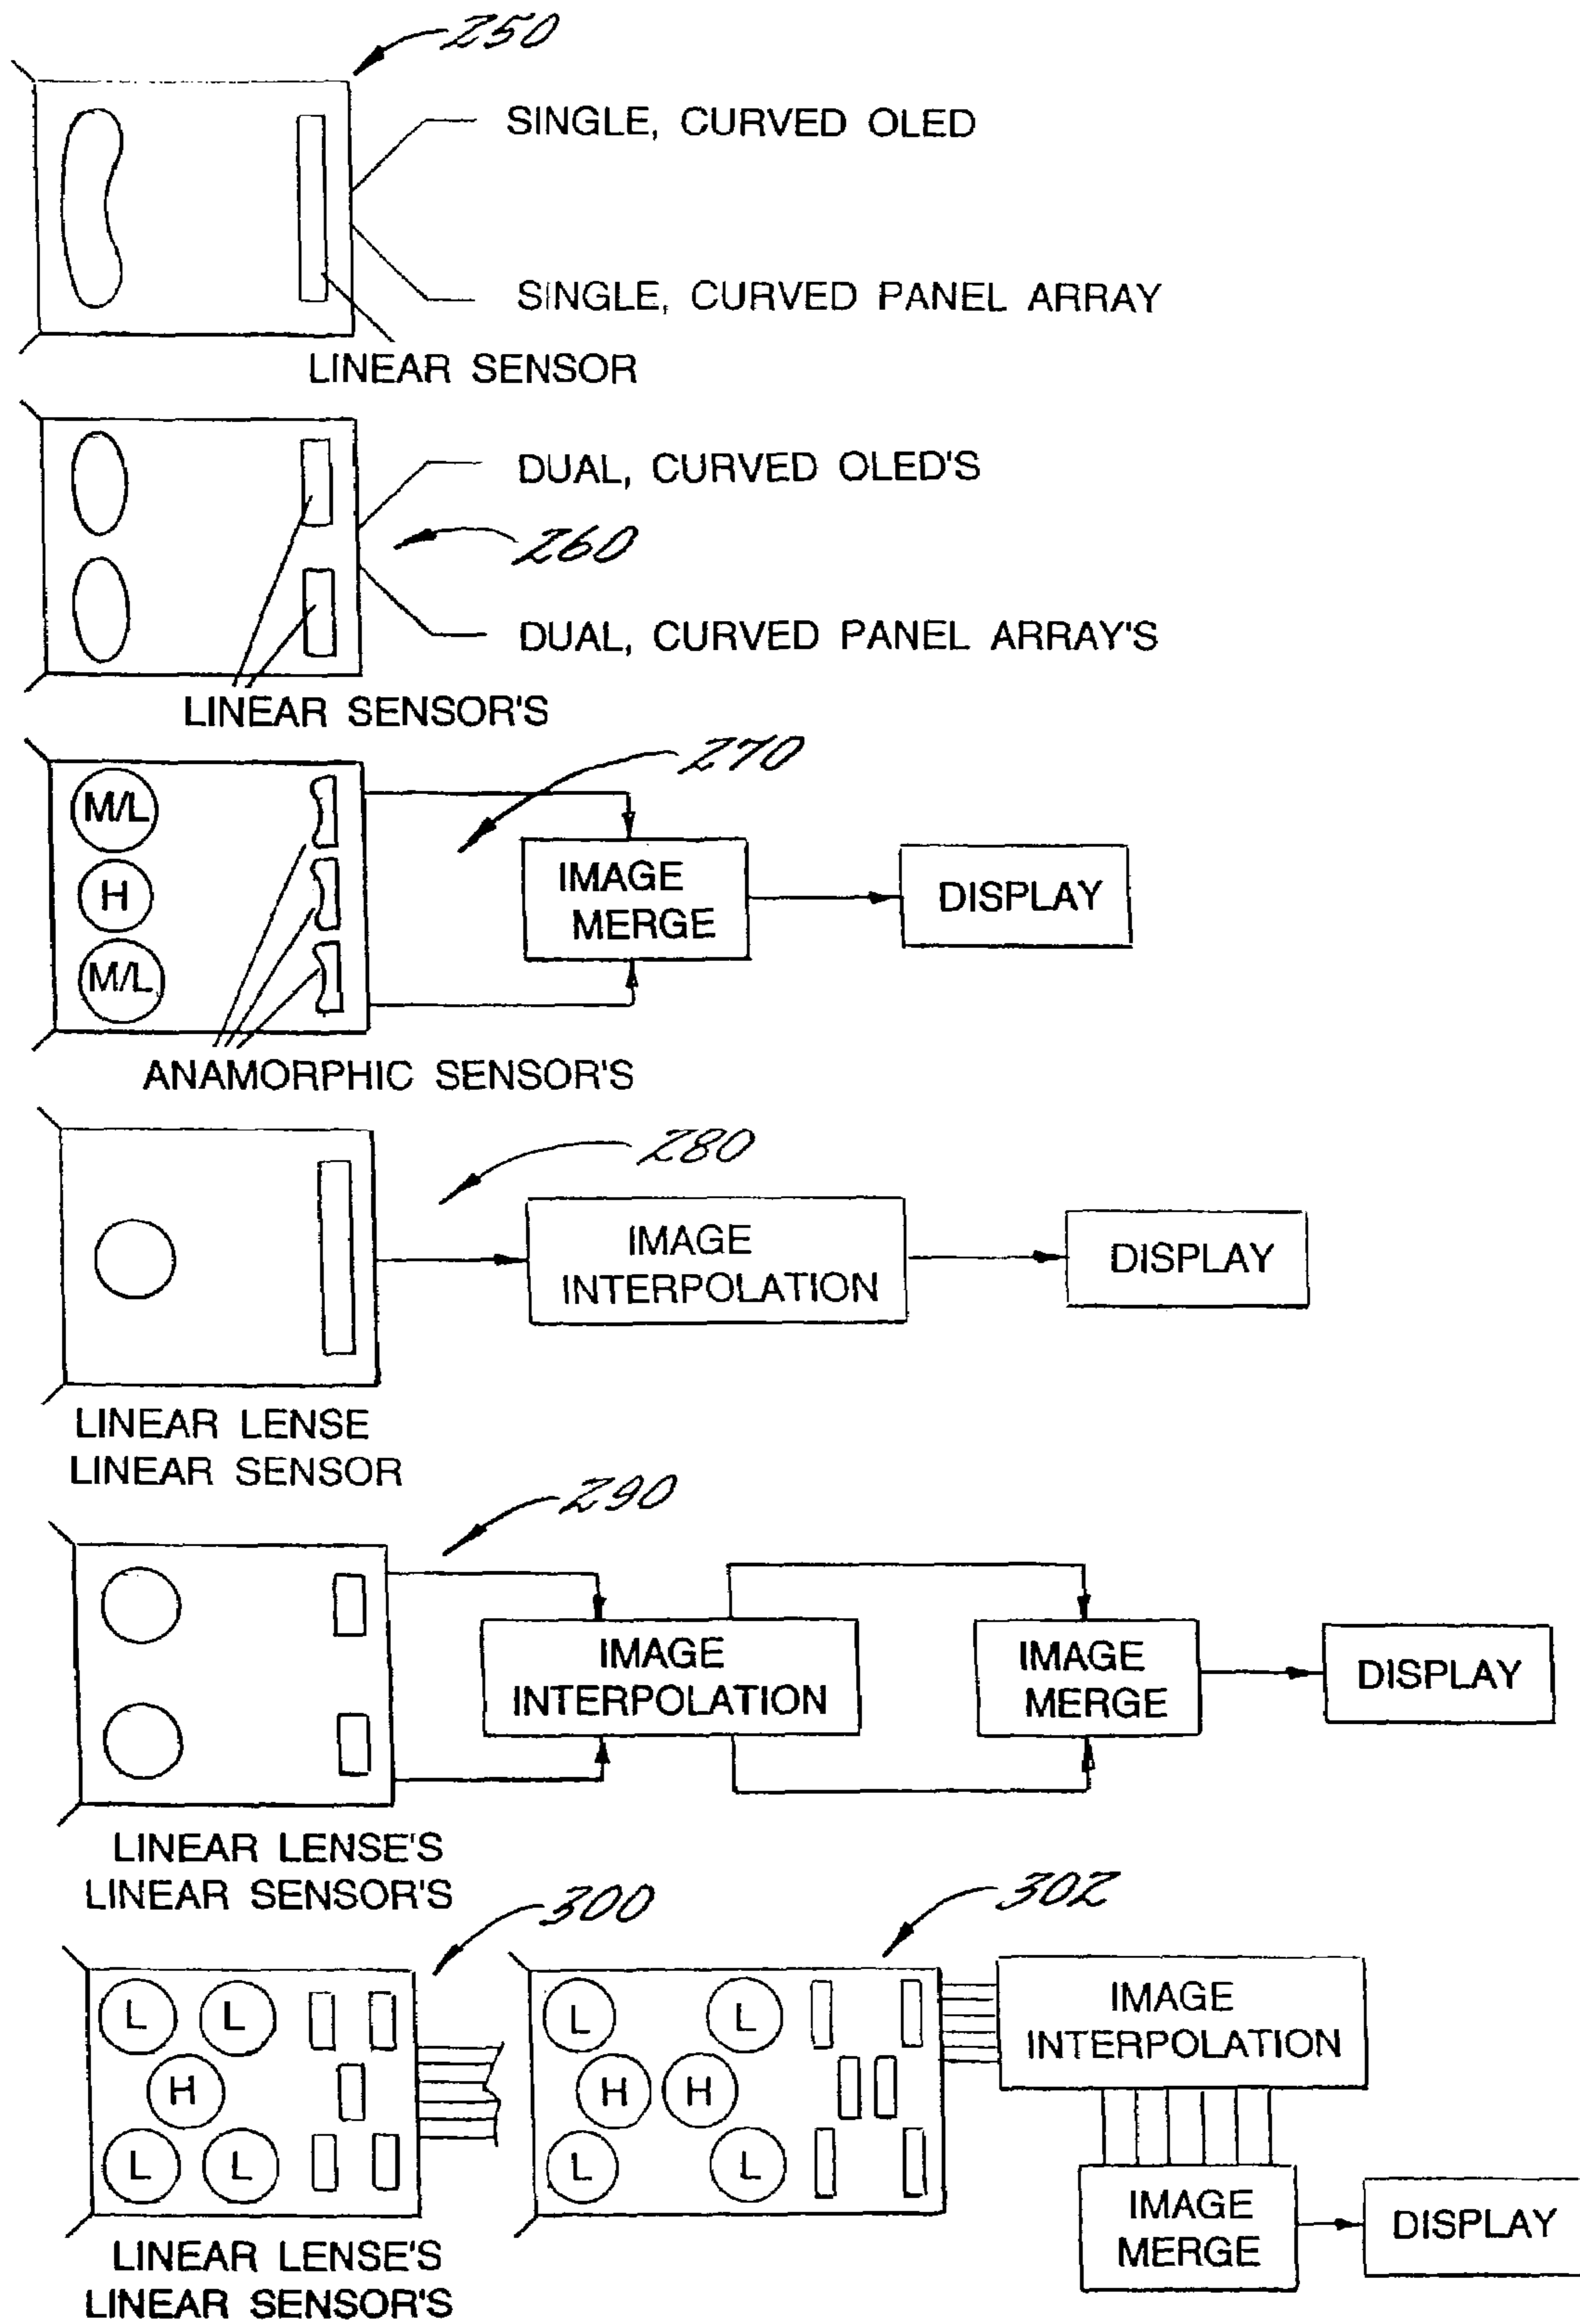 250
SINGLE, CURVED OLED
SINGLE, CURVED PANEL ARRAY
LINEAR SENSOR
DUAL, CURVED OLED'S
260
DUAL, CURVED PANEL ARRAY'S
LINEAR SENSOR'S
270
M/L
H
M/L
IMAGE
MERGE
DISPLAY
ANAMORPHIC SENSOR'S
280
IMAGE
INTERPOLATION
DISPLAY
LINEAR LENSE
LINEAR SENSOR
290
IMAGE
INTERPOLATION
IMAGE
MERGE
DISPLAY
LINEAR LENSE'S
LINEAR SENSOR'S
300
302
L L
H
L L
L L
H H
L L
IMAGE
INTERPOLATION
IMAGE
MERGE
DISPLAY
LINEAR LENSE'S
LINEAR SENSOR'S